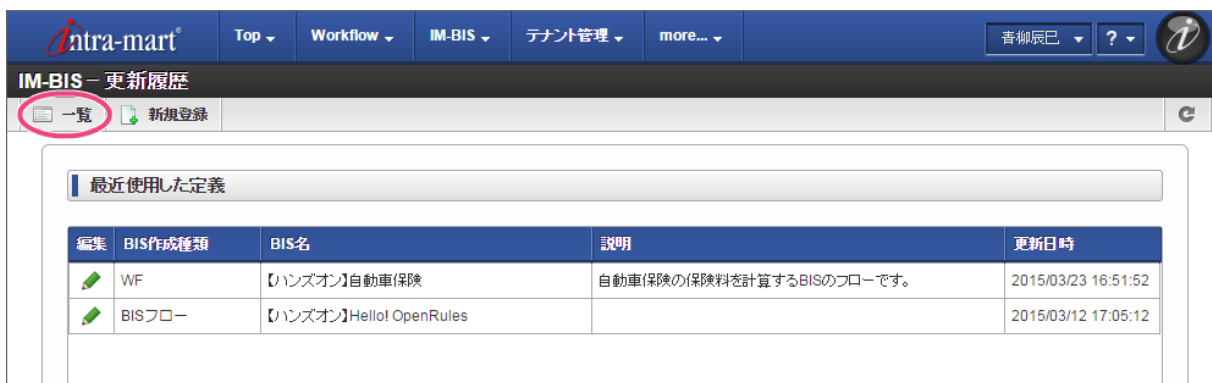 intra-mart® Top Workflow IM-BIS テナント管理 more... 青柳辰巳 ?
IM-BIS－更新履歴
一覧 新規登録
最近使用した定義
編集 BIS作成種類 BIS名 説明 更新日時
WF 【ハンズオン】自動車保険 自動車保険の保険料を計算するBISのフローです。 2015/03/23 16:51:52
BISフロー 【ハンズオン】Hello! OpenRules 2015/03/12 17:05:12